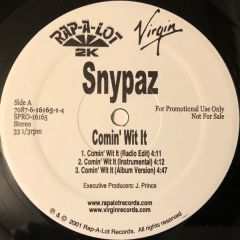 RAP-A-LOT
2K
Virgin
Snypaz
Side A
7087-6-16165-1-4
SPRO-16165
Stereo
33 1/3rpm
For Promotional Use Only
Not For Sale
Comin' Wit It
1. Comin' Wit It (Radio Edit) 4:11
2. Comin' Wit It (Instrumental) 4:12
3. Comin' Wit It (Album Version) 4:47
Executive Producers: J. Prince
www.rapalotrecords.com
www.virginrecords.com
℗ © 2001 Rap-A-Lot Records. All rights reserved